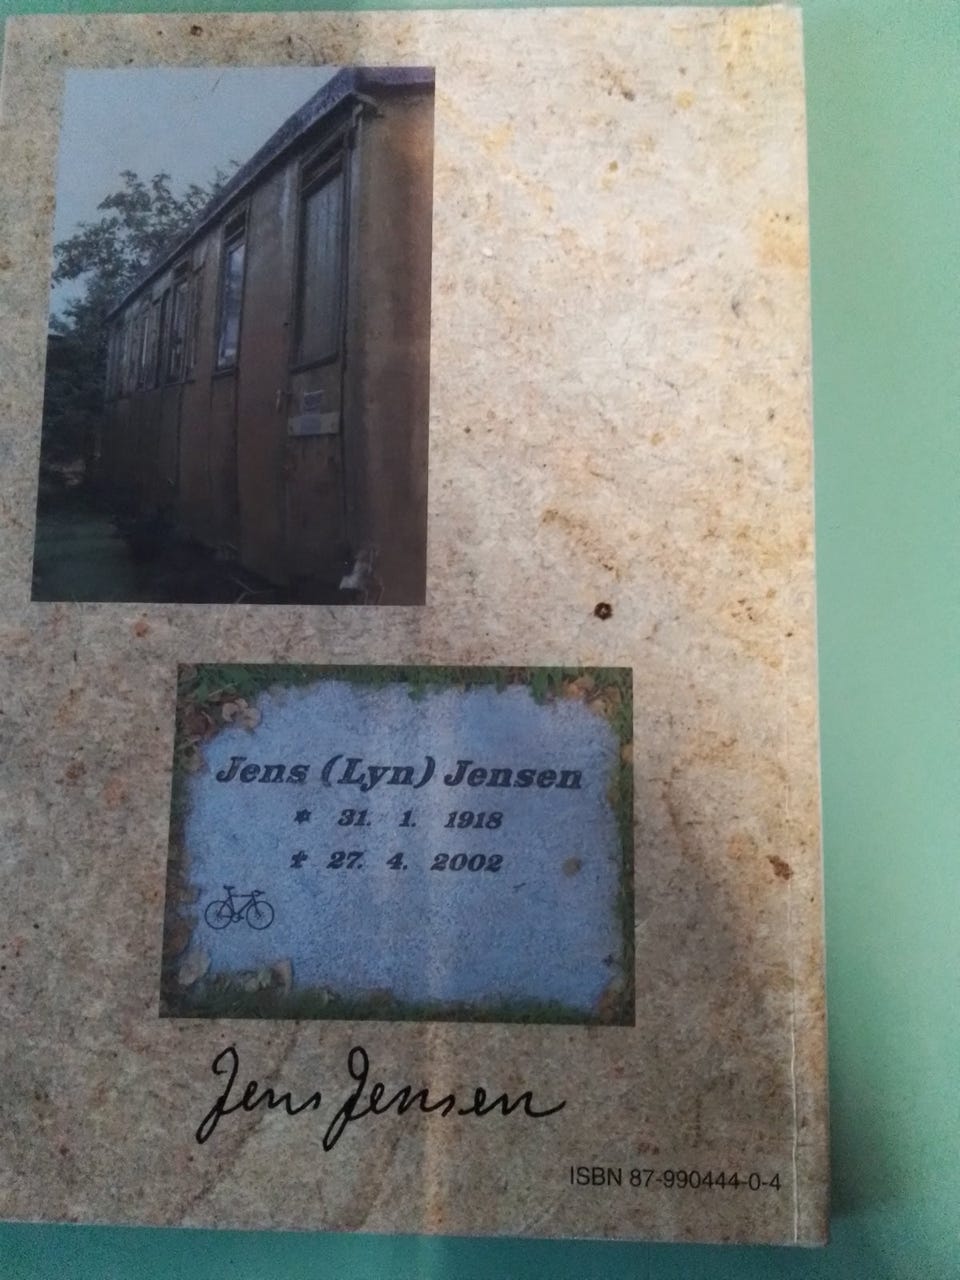 Jens (Lyn) Jensen
* 31. 1. 1918
✝ 27. 4. 2002
Jens Jensen
ISBN 87-990444-0-4